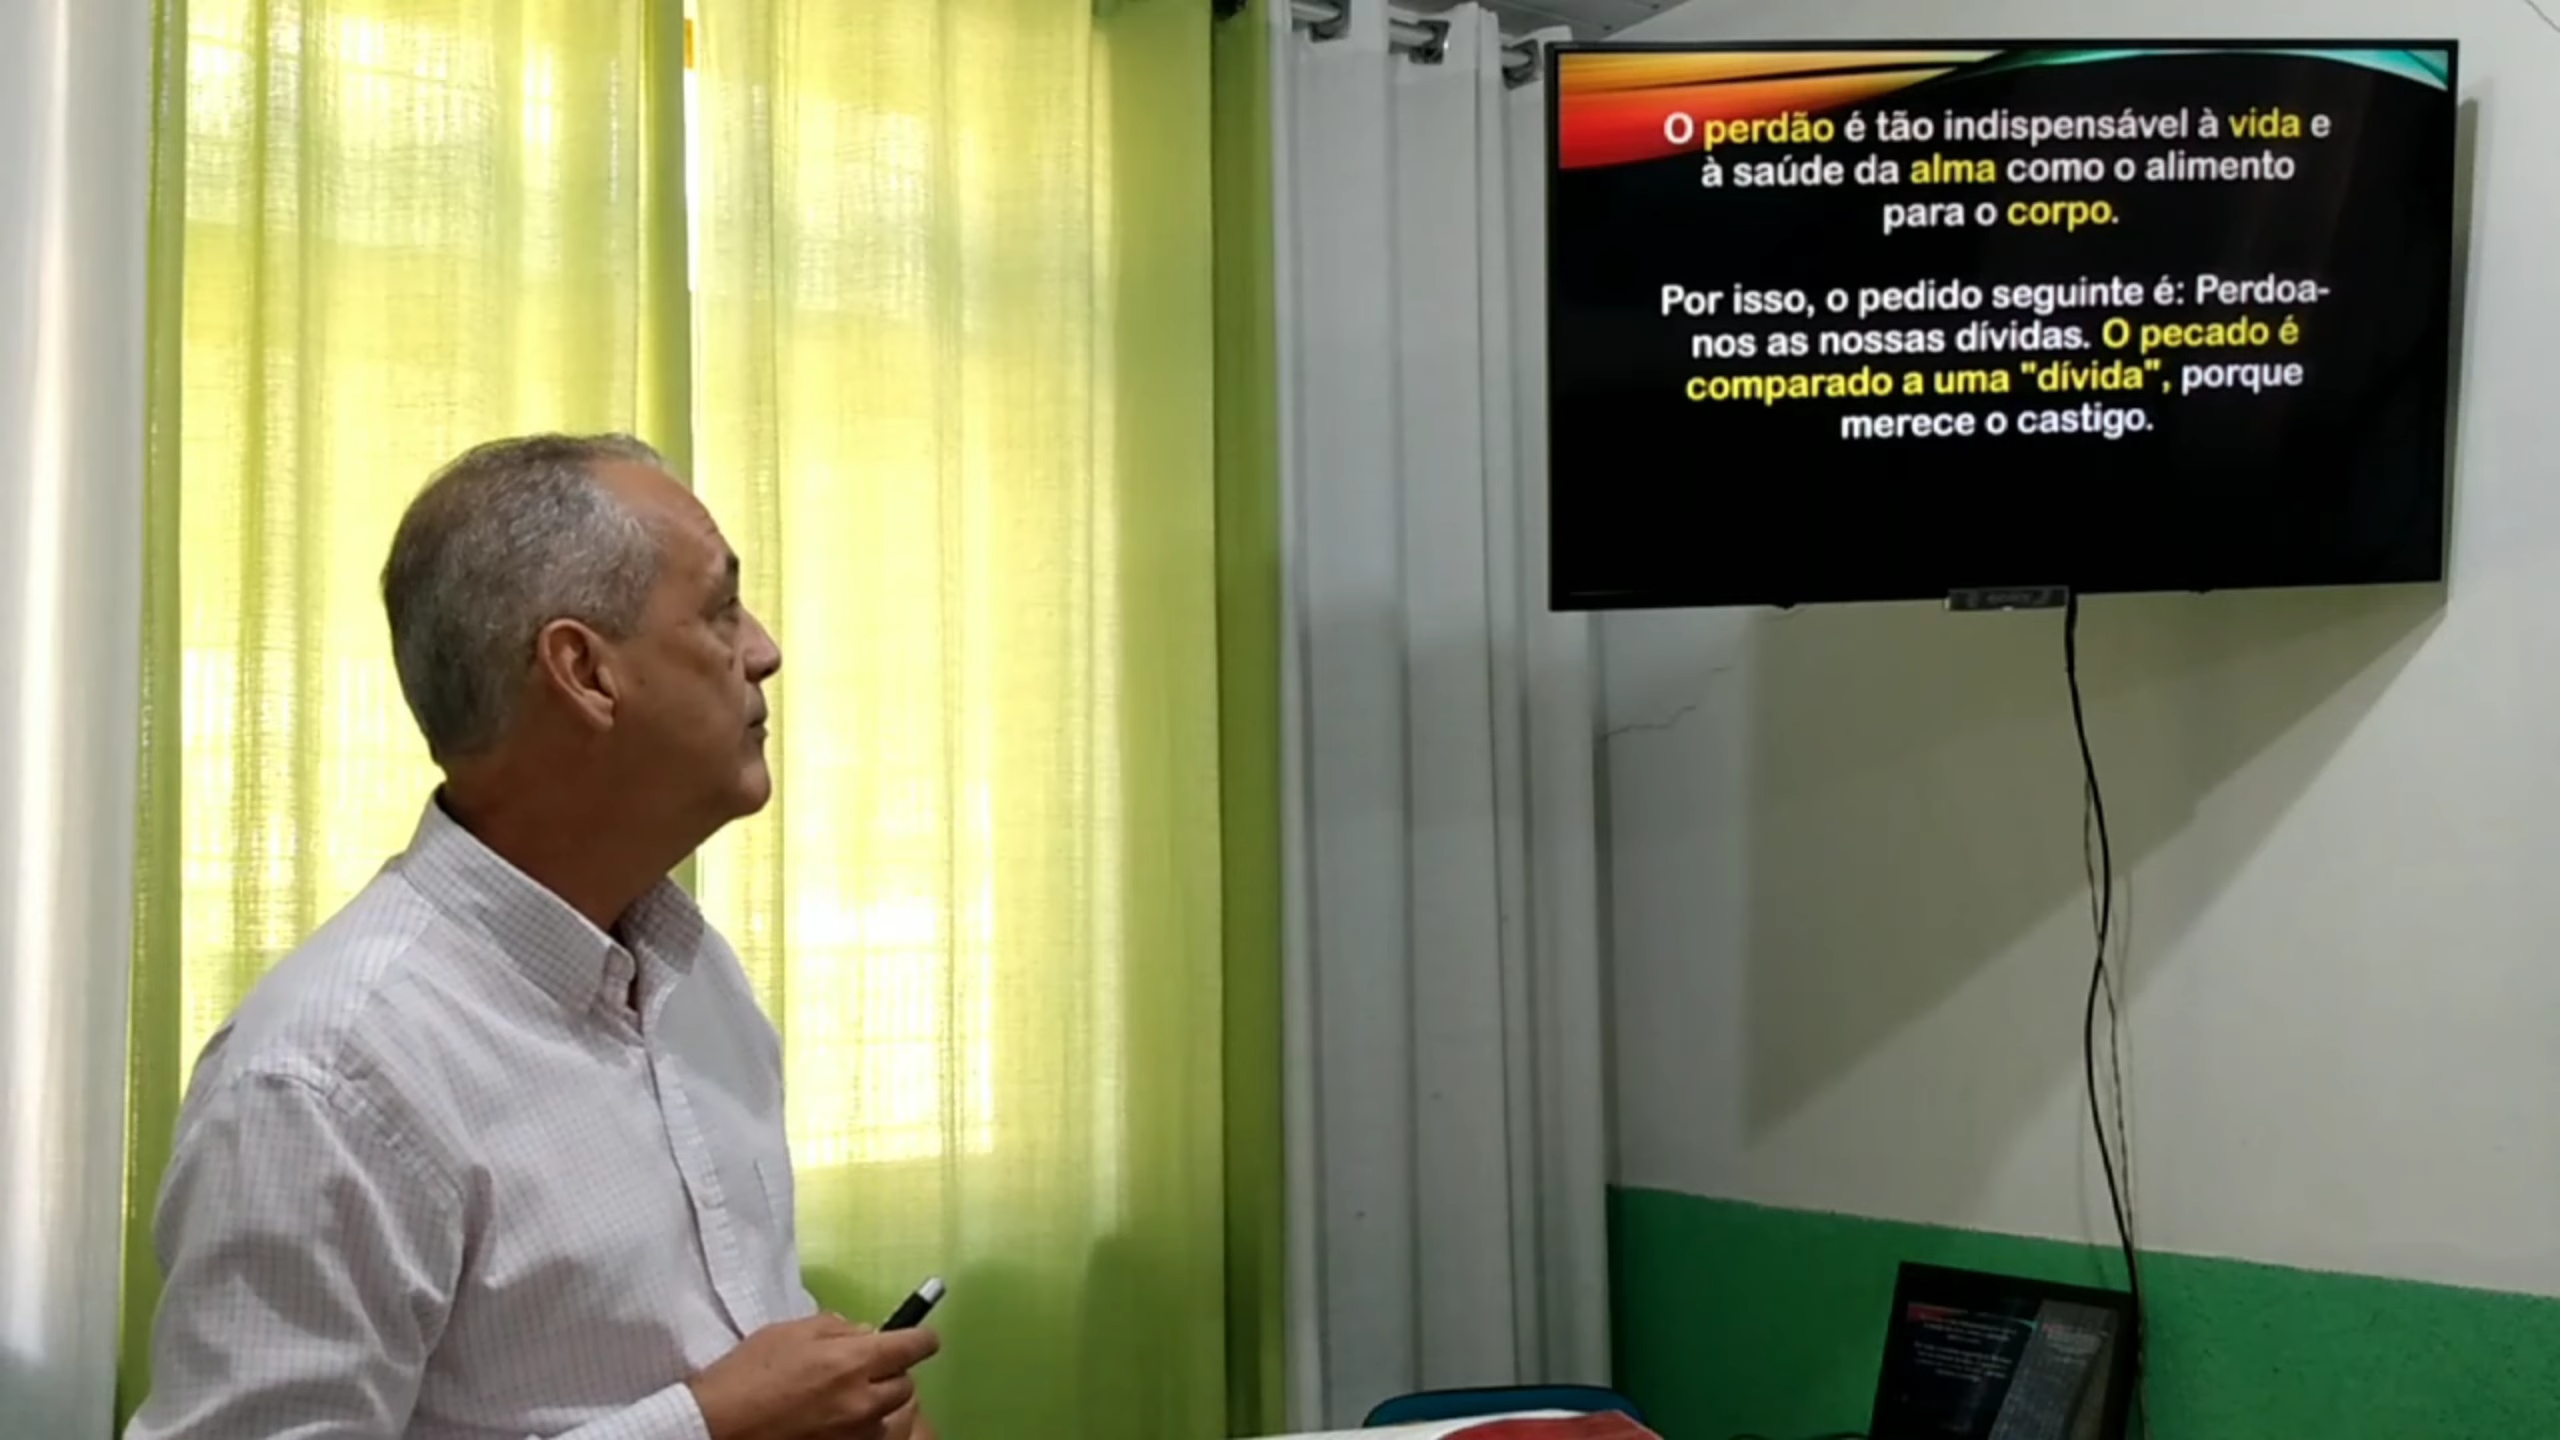 O perdão é tão indispensável à vida e
à saúde da alma como o alimento
para o corpo.
Por isso, o pedido seguinte é: Perdoa-
nos as nossas dívidas. O pecado é
comparado a uma "dívida", porque
merece o castigo.